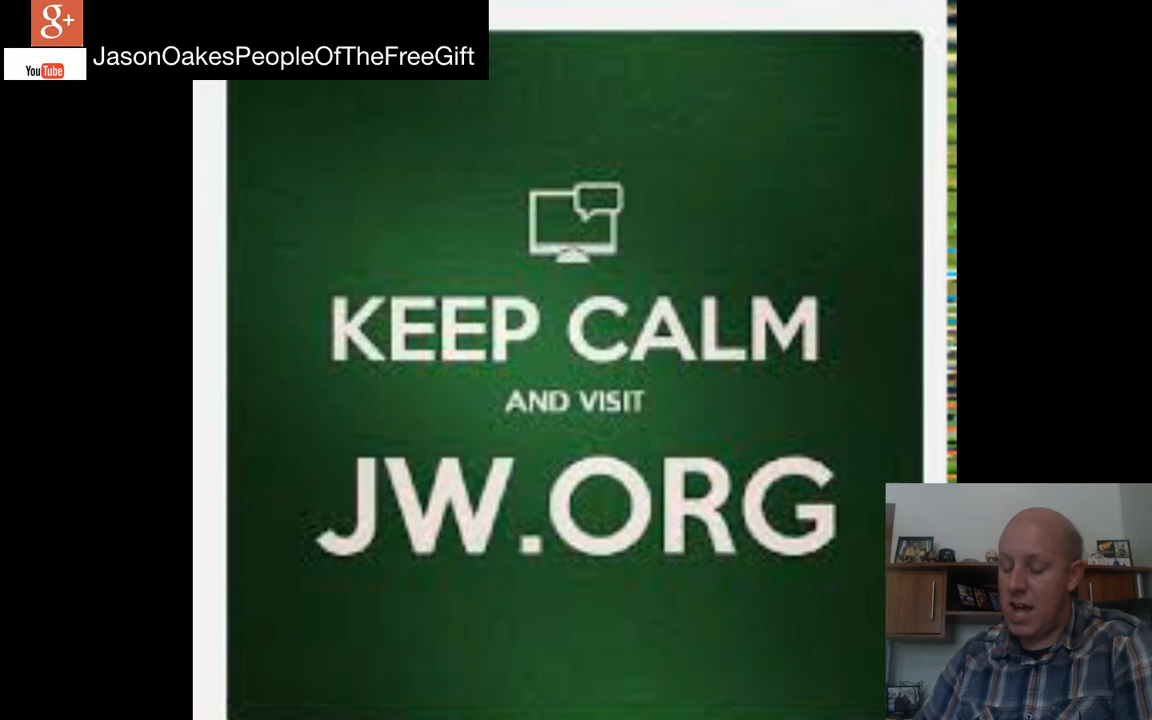 g+
YouTube
JasonOakesPeopleOfTheFreeGift
KEEP CALM
AND VISIT
JW.ORG